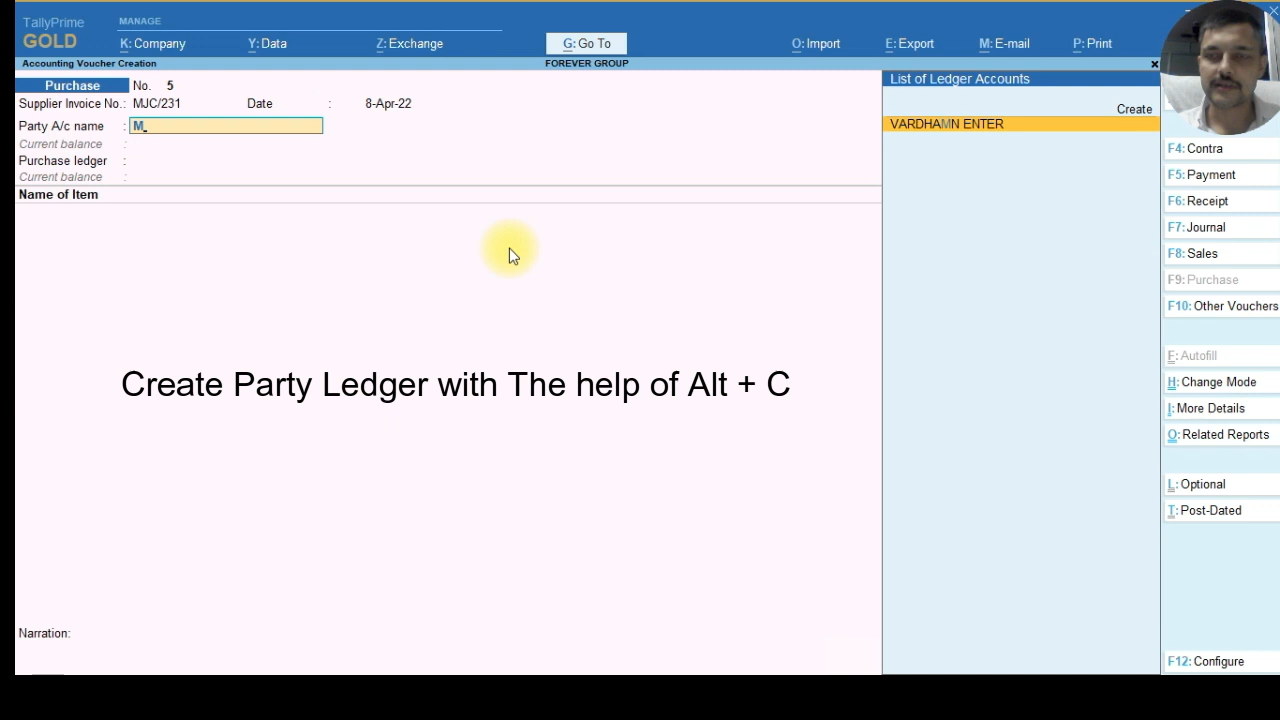 TallyPrime
GOLD
MANAGE
K: Company
Y: Data
Z: Exchange
G: Go To
O: Import
E: Export
M: E-mail
P: Print
Accounting Voucher Creation
FOREVER GROUP
Purchase No. 5
Supplier Invoice No.: MJC/231 Date : 8-Apr-22
Party A/c name : M
Current balance :
Purchase ledger :
Current balance :
Name of Item
Create Party Ledger with The help of Alt + C
Narration:
List of Ledger Accounts
Create
VARDHAMN ENTER
F4: Contra
F5: Payment
F6: Receipt
F7: Journal
F8: Sales
F9: Purchase
F10: Other Vouchers
F: Autofill
H: Change Mode
I: More Details
O: Related Reports
L: Optional
T: Post-Dated
F12: Configure